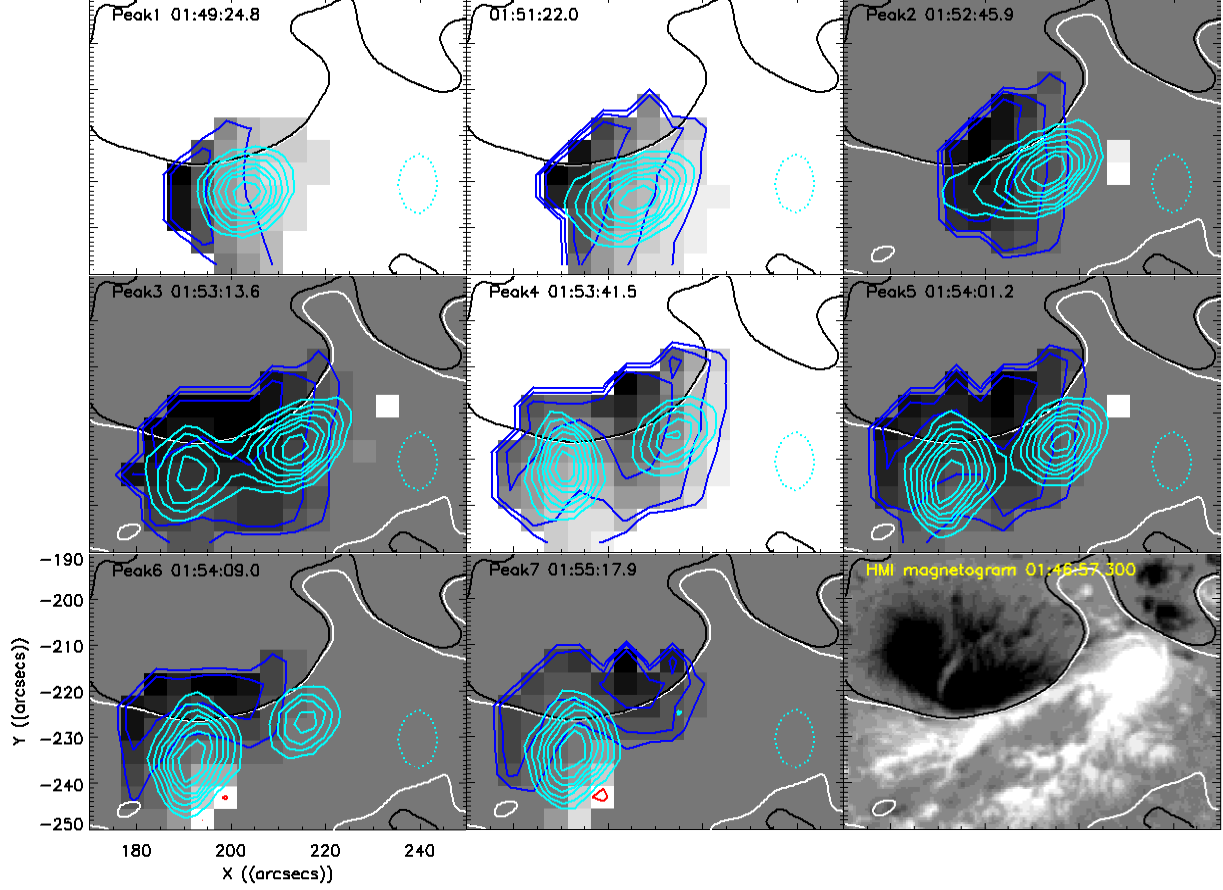 Peak1 01:49:24.8
01:51:22.0
Peak2 01:52:45.9
Peak3 01:53:13.6
Peak4 01:53:41.5
Peak5 01:54:01.2
Peak6 01:54:09.0
Peak7 01:55:17.9
HMI magnetogram 01:46:57.300
-190
-200
-210
-220
-230
-240
-250
Y ((arcsecs))
180 200 220 240
X ((arcsecs))